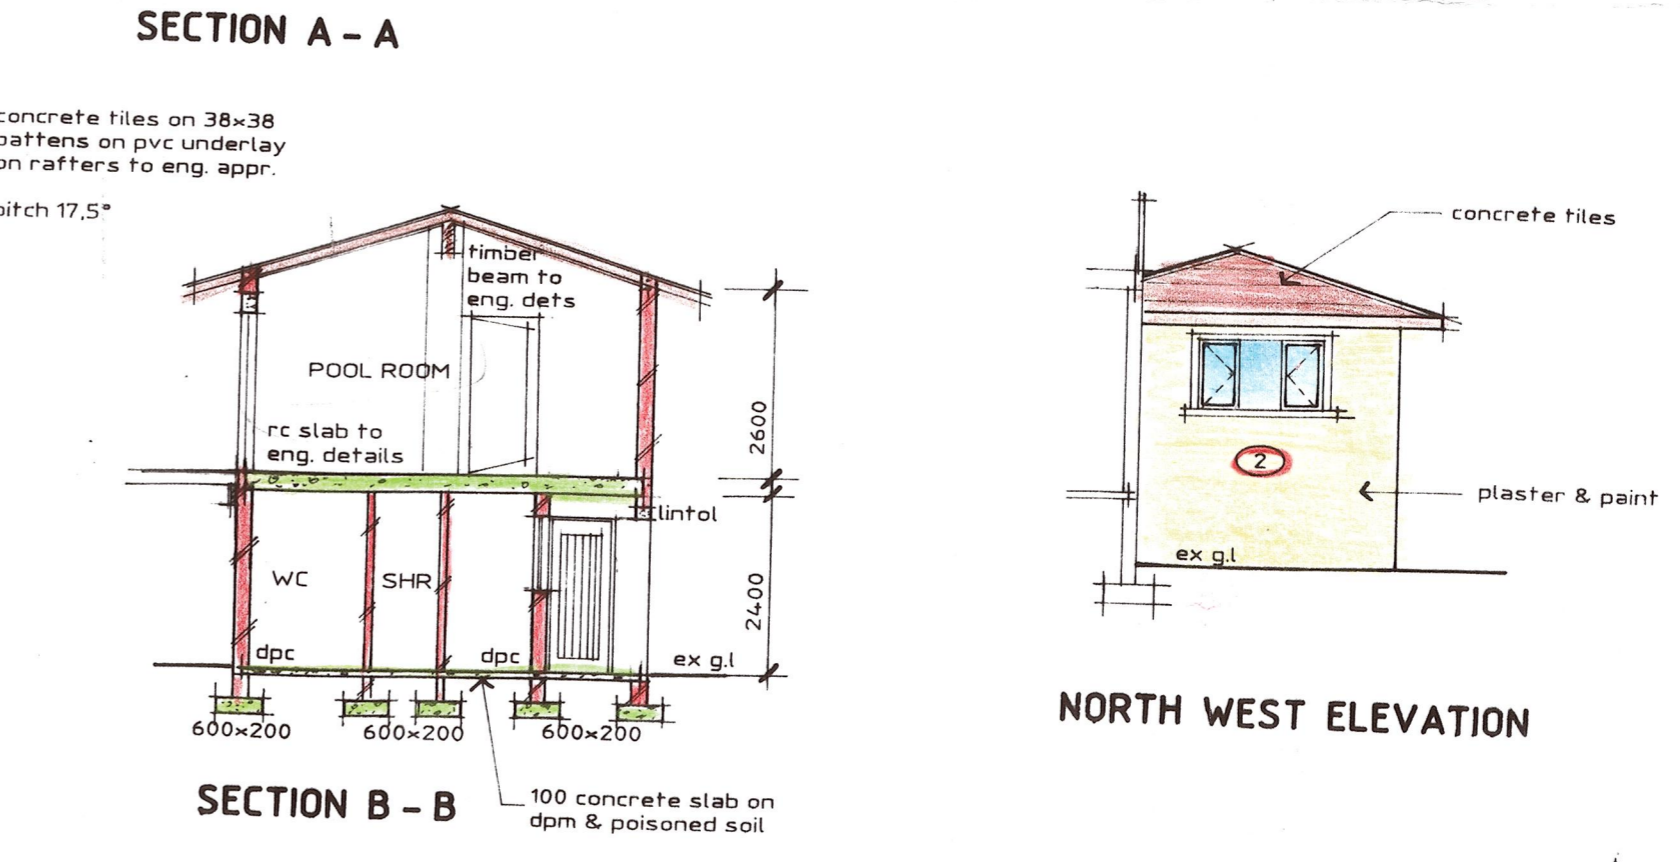 SECTION A - A
concrete tiles on 38x38
battens on pvc underlay
on rafters to eng. appr.
pitch 17,5°
timber
beam to
eng. dets
POOL ROOM
rc slab to
eng. details
2600
lintol
WC
SHR
2400
dpc
dpc
ex g.l
600x200
600x200
600x200
SECTION B - B
100 concrete slab on
dpm & poisoned soil
concrete tiles
2
plaster & paint
ex g.l
NORTH WEST ELEVATION